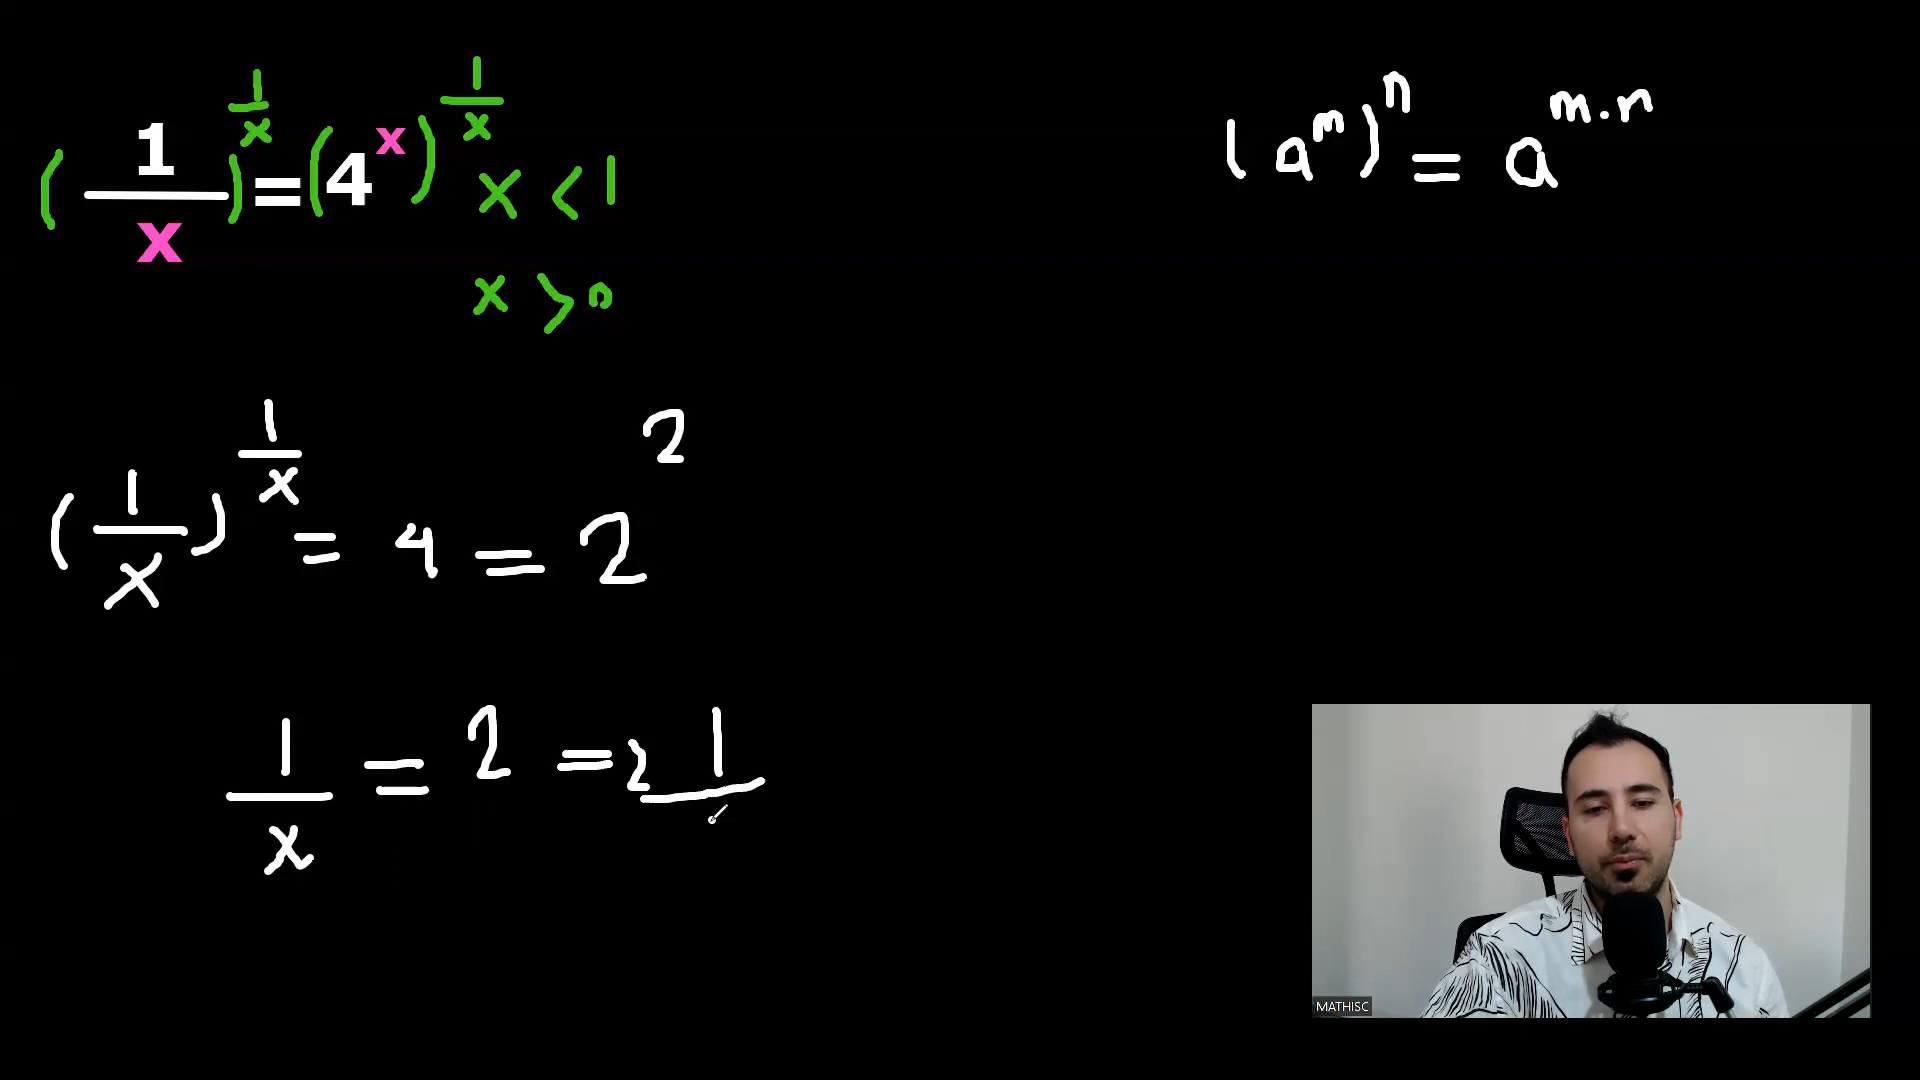 (1/x)^(1/x) = (4^x)^(1/x)
x < 1
x > 0
(a^m)^n = a^(m.n)
(1/x)^(1/x) = 4 = 2^2
1/x = 2 = 2 1/
MATHISC